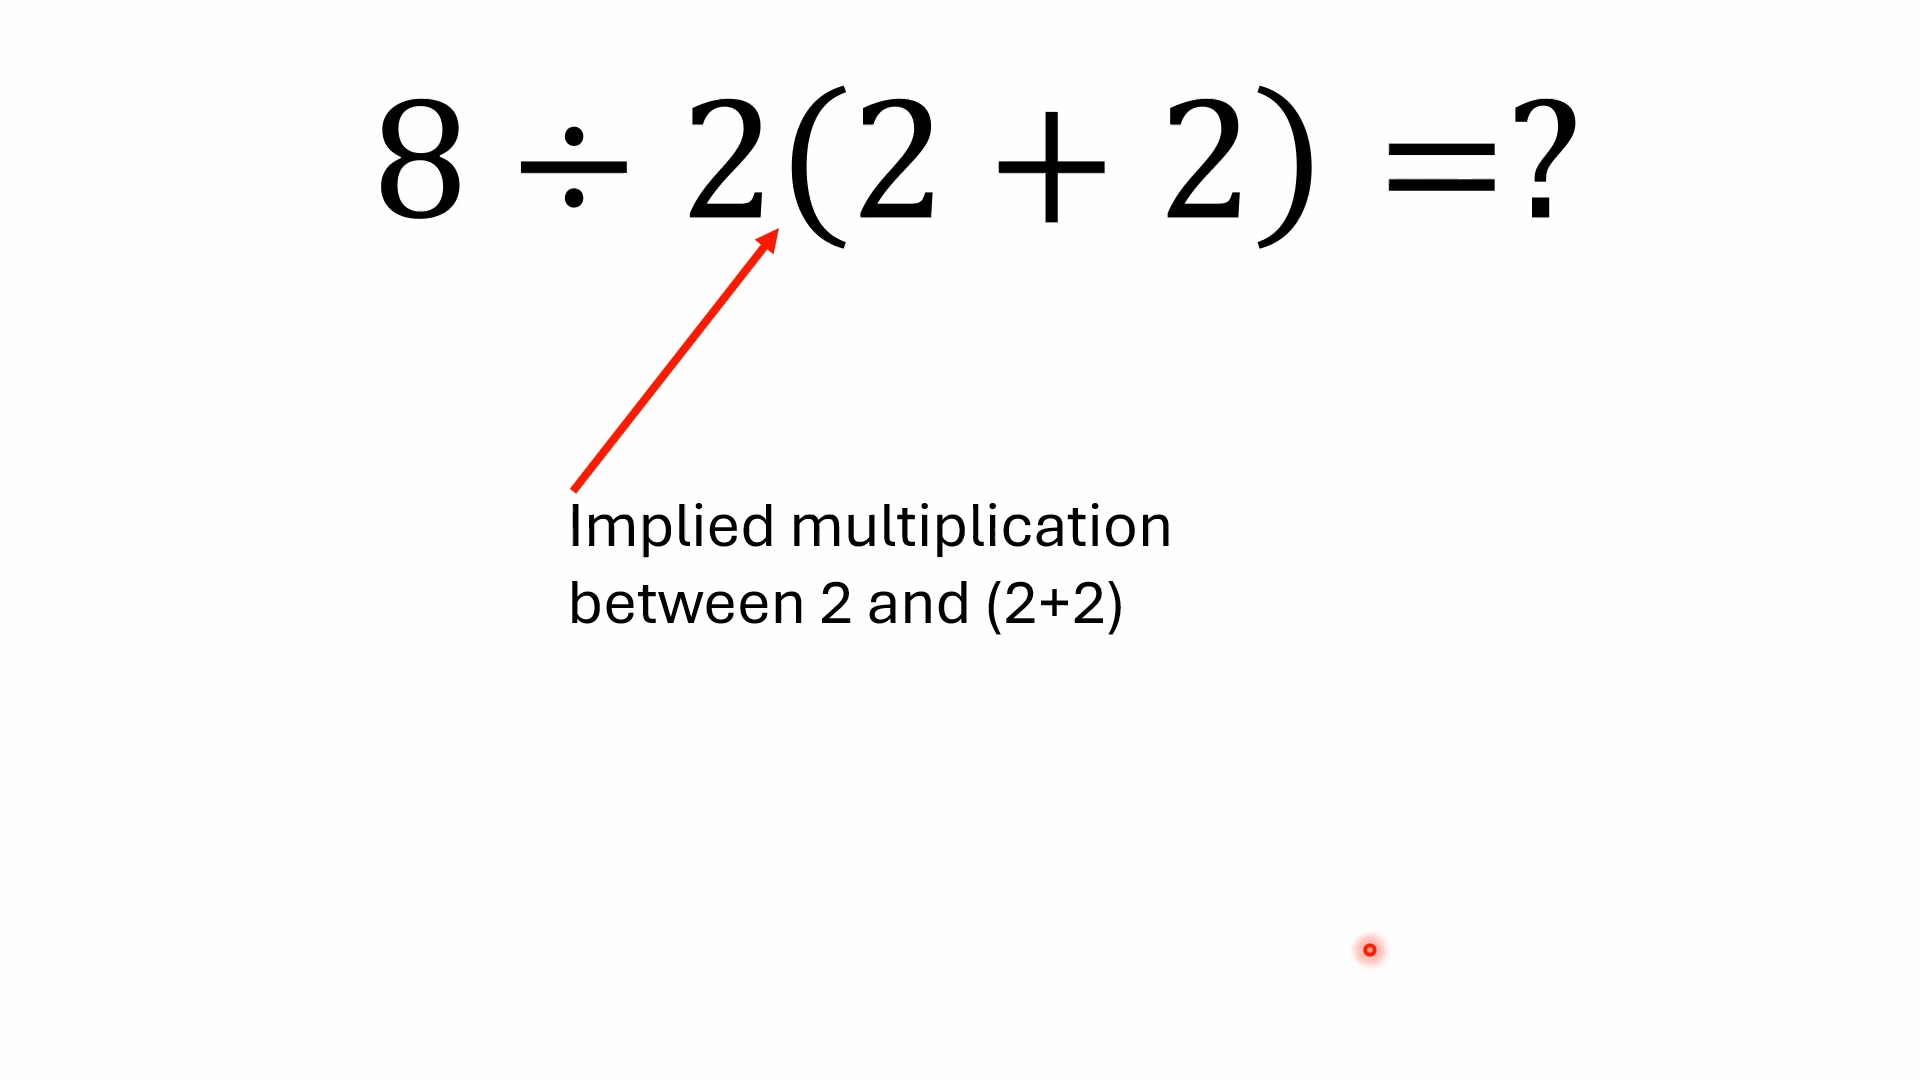 8 ÷ 2(2 + 2) =?
Implied multiplication
between 2 and (2+2)